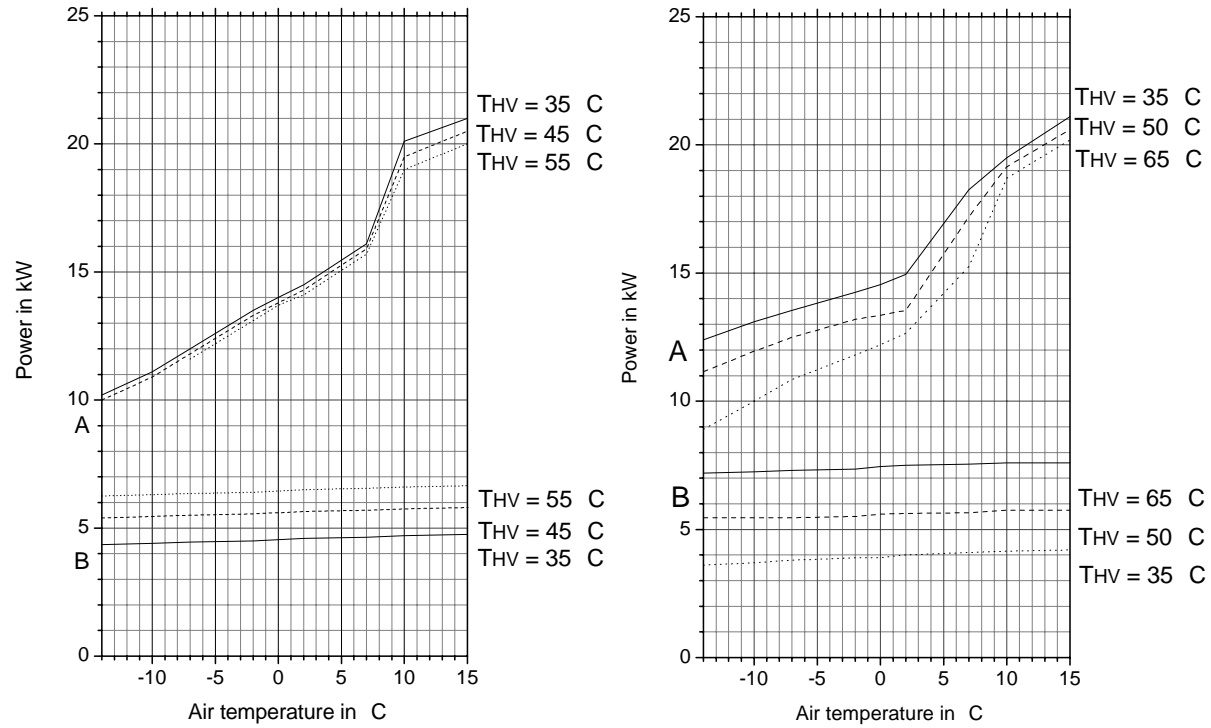 25
20
15
10
5
0
Power in kW
A
B
-10 -5 0 5 10 15
Air temperature in C
THV = 35 C
THV = 45 C
THV = 55 C
THV = 55 C
THV = 45 C
THV = 35 C
25
20
15
10
5
0
Power in kW
A
B
-10 -5 0 5 10 15
Air temperature in C
THV = 35 C
THV = 50 C
THV = 65 C
THV = 65 C
THV = 50 C
THV = 35 C